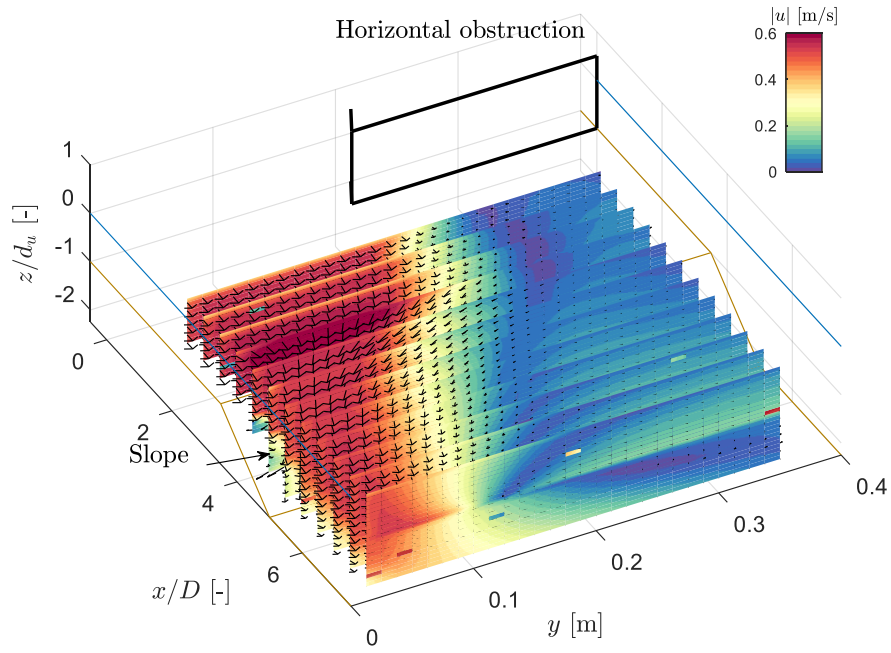 |u| [m/s]
Horizontal obstruction
0.6
0.4
0.2
0
z/d_u [-]
1
0
-1
-2
0
2
4
6
Slope
x/D [-]
0
0.1
0.2
0.3
0.4
y [m]